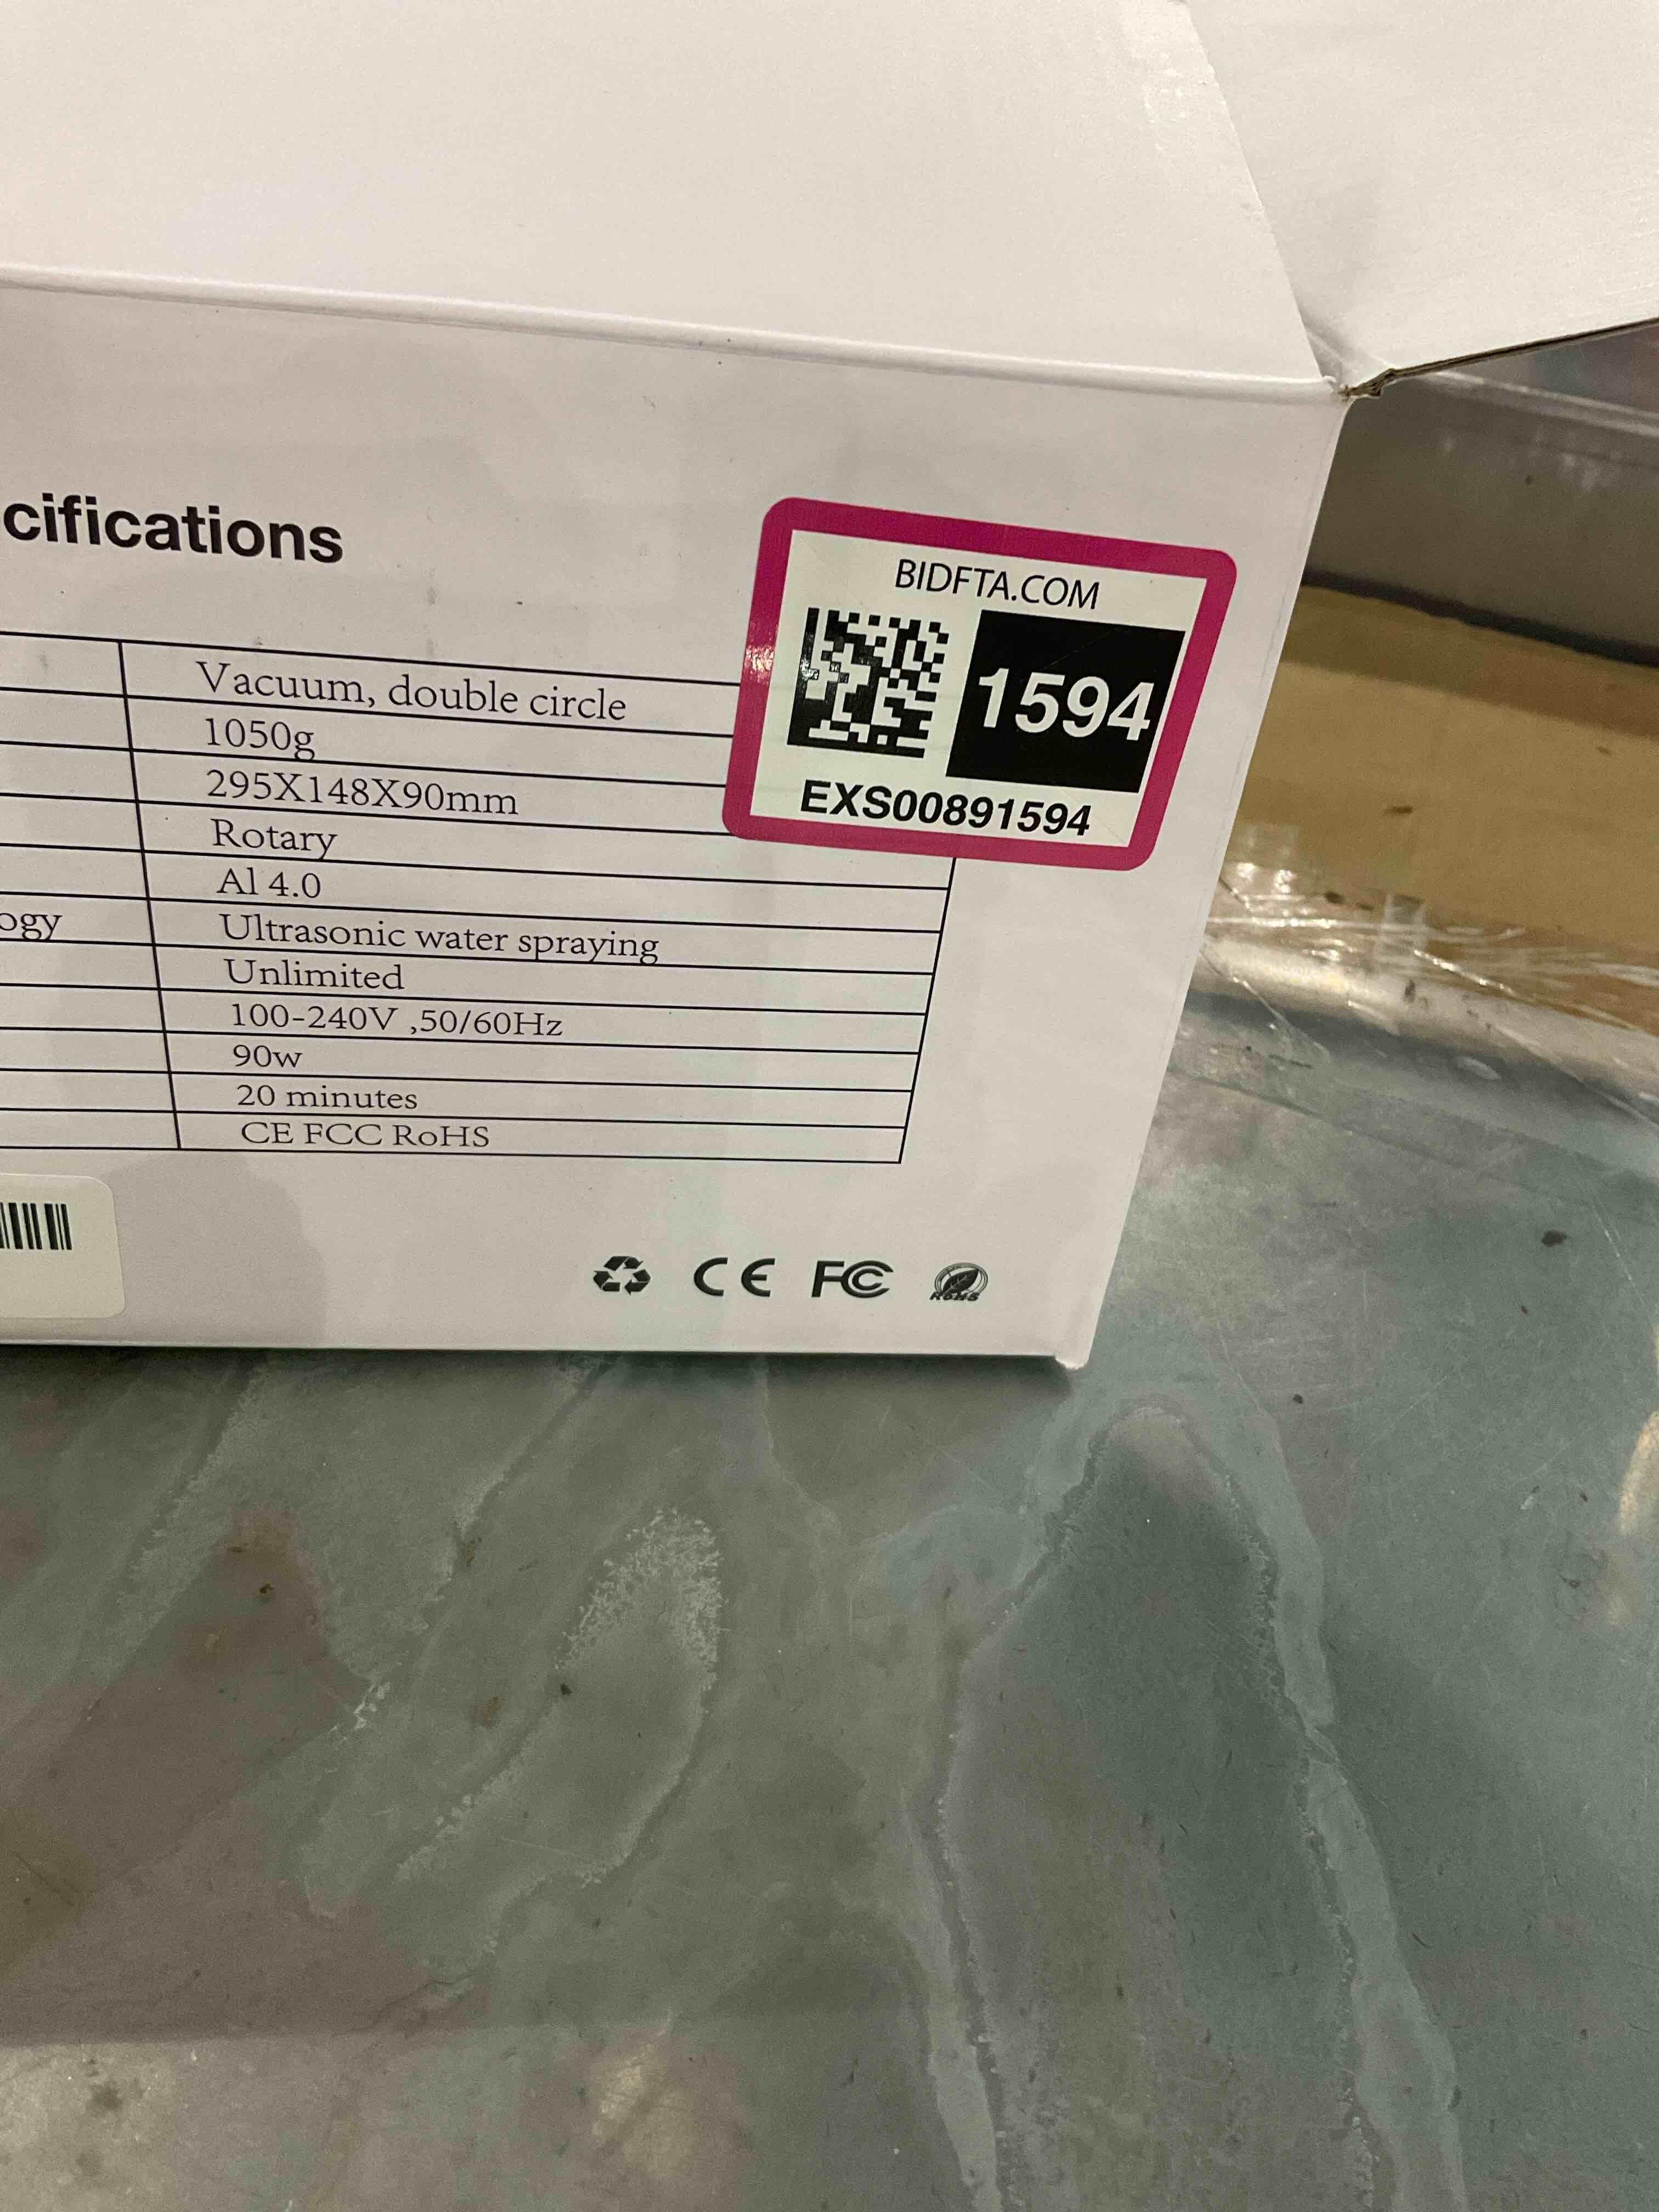 cifications
BIDFTA.COM
1594
EXS00891594
Vacuum, double circle
1050g
295X148X90mm
Rotary
Al 4.0
ogy Ultrasonic water spraying
Unlimited
100-240V ,50/60Hz
90w
20 minutes
CE FCC RoHS
CE FC RoHS